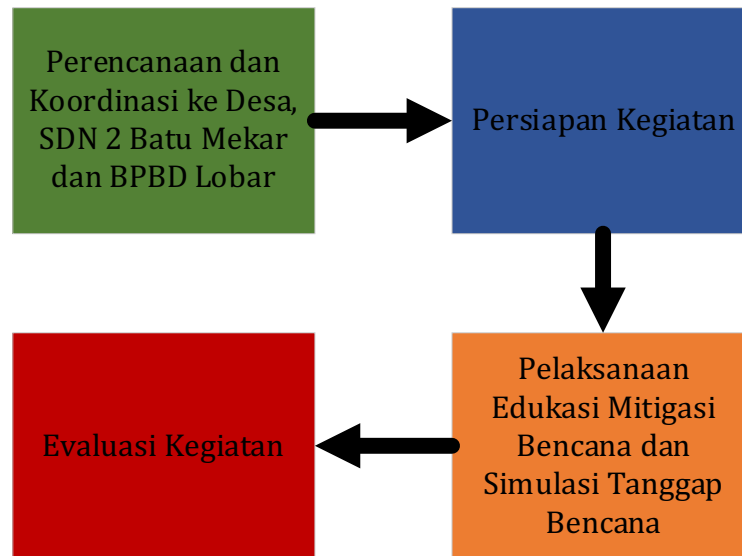 Perencanaan dan
Koordinasi ke Desa,
SDN 2 Batu Mekar
dan BPBD Lobar
Persiapan Kegiatan
Pelaksanaan
Edukasi Mitigasi
Bencana dan
Simulasi Tanggap
Bencana
Evaluasi Kegiatan